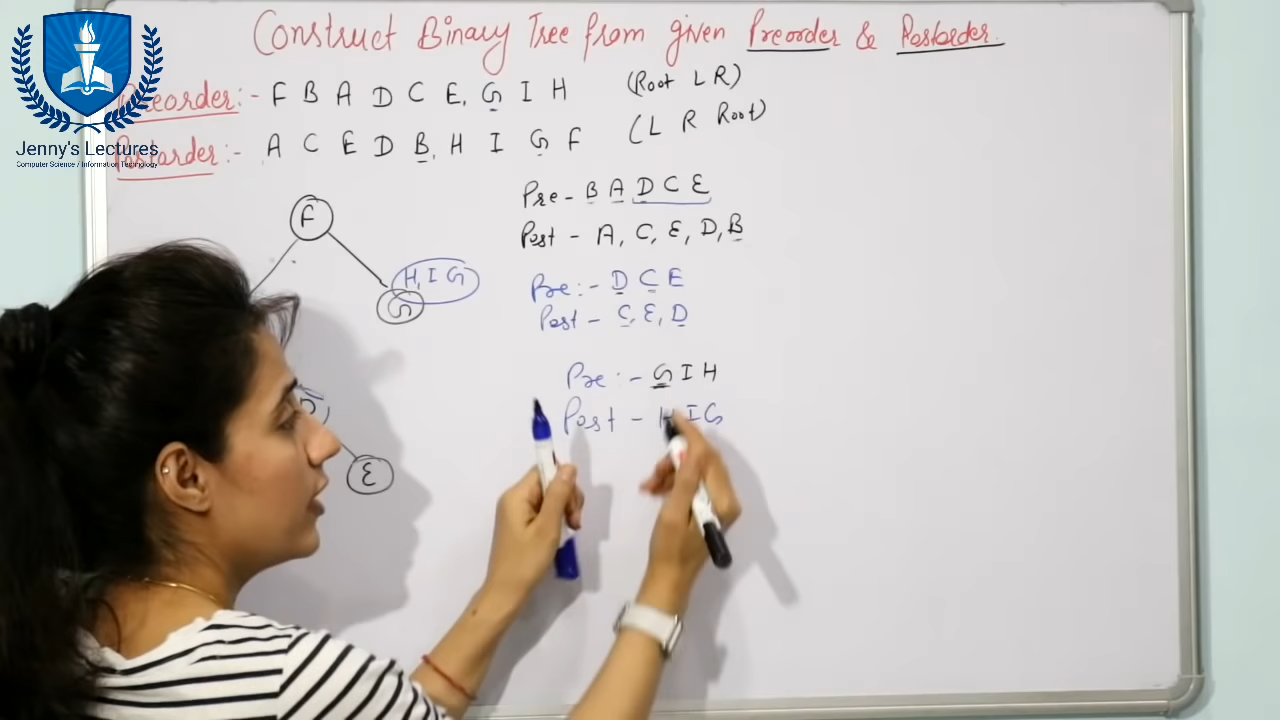 Construct Binary Tree from given Preorder & Postorder.
Preorder:- F B A D C E, G I H (Root L R)
Postorder:- A C E D B, H I G F (L R Root)
Jenny's Lectures
Computer Science / Information Technology
Pre - B A D C E
Post - A, C, E, D, B
F
H, I G
G
Pre:- D C E
Post - C, E, D
Pre:- G I H
Post - H I G
D
E